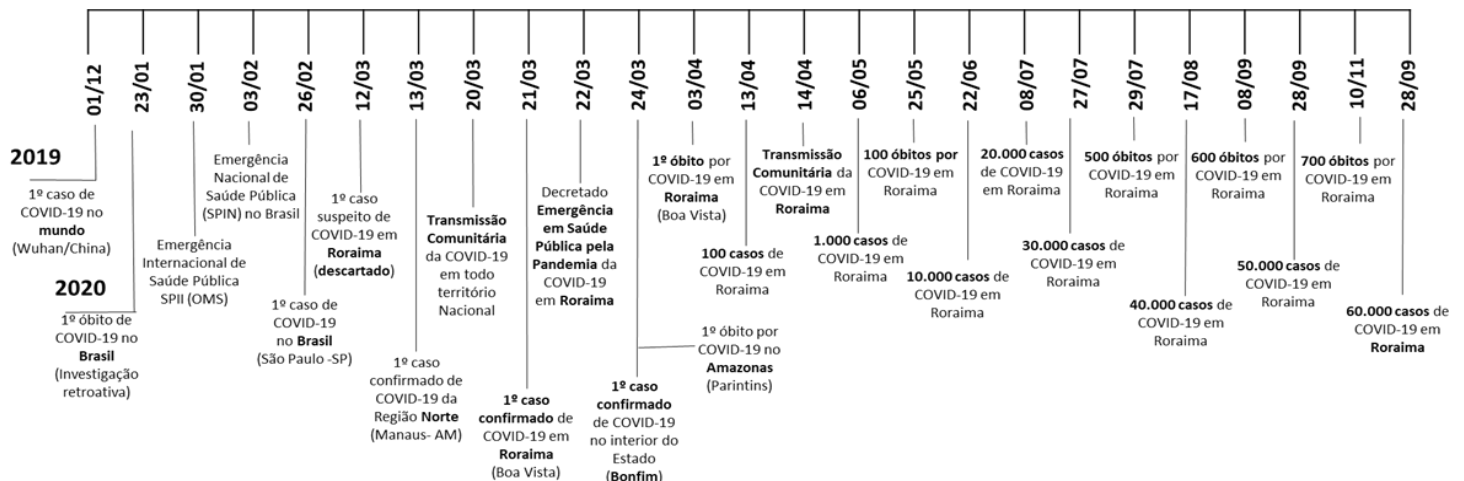 01/12
23/01
30/01
03/02
26/02
12/03
13/03
20/03
21/03
22/03
24/03
03/04
13/04
14/04
06/05
25/05
22/06
08/07
27/07
29/07
17/08
08/09
28/09
10/11
28/09
2019
1º caso de
COVID-19 no
mundo
(Wuhan/China)
2020
1º óbito de
COVID-19 no
Brasil
(Investigação
retroativa)
Emergência
Internacional de
Saúde Pública
SPII (OMS)
Emergência
Nacional de
Saúde Pública
(SPIN) no Brasil
1º caso de
COVID-19
no Brasil
(São Paulo -SP)
1º caso
suspeito de
COVID-19 em
Roraima
(descartado)
1º caso
confirmado de
COVID-19 da
Região Norte
(Manaus- AM)
Transmissão
Comunitária
da COVID-19
em todo
território
Nacional
1º caso
confirmado de
COVID-19 em
Roraima
(Boa Vista)
Decretado
Emergência
em Saúde
Pública pela
Pandemia da
COVID-19
em Roraima
1º caso
confirmado
de COVID-19
no interior do
Estado
(Bonfim)
1º óbito por
COVID-19 no
Amazonas
(Parintins)
1º óbito por
COVID-19 em
Roraima
(Boa Vista)
100 casos de
COVID-19 em
Roraima
Transmissão
Comunitária da
COVID-19 em
Roraima
1.000 casos de
COVID-19 em
Roraima
100 óbitos por
COVID-19 em
Roraima
10.000 casos de
COVID-19 em
Roraima
20.000 casos
de COVID-19
em Roraima
30.000 casos de
COVID-19 em
Roraima
500 óbitos por
COVID-19 em
Roraima
40.000 casos de
COVID-19 em
Roraima
600 óbitos por
COVID-19 em
Roraima
50.000 casos de
COVID-19 em
Roraima
700 óbitos por
COVID-19 em
Roraima
60.000 casos de
COVID-19 em
Roraima